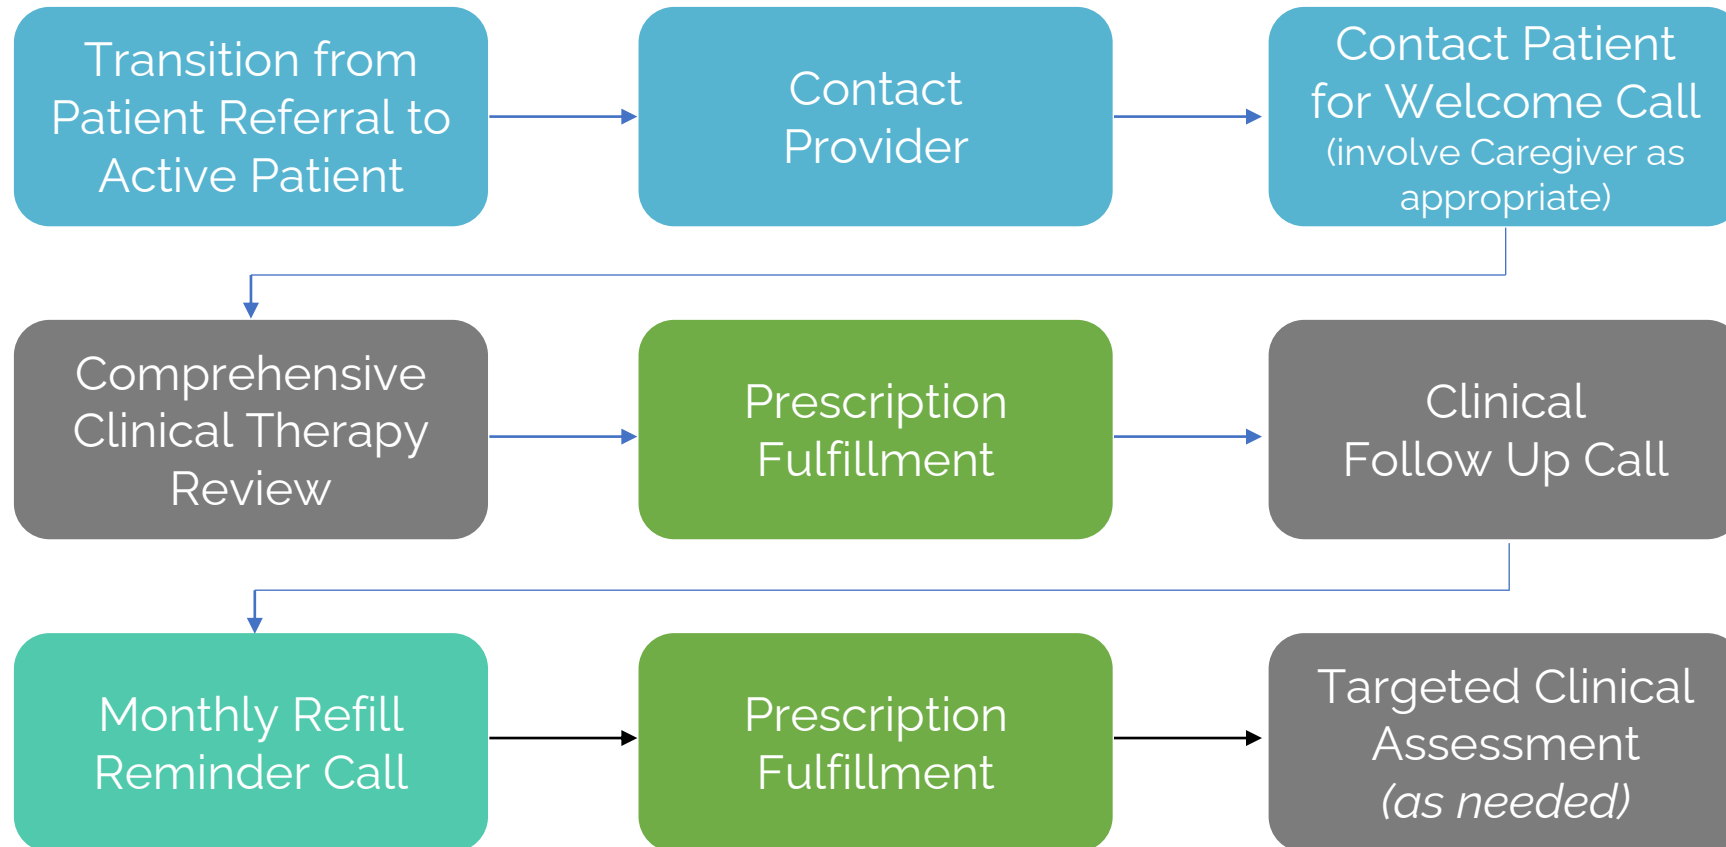 Transition from
Patient Referral to
Active Patient
Contact
Provider
Contact Patient
for Welcome Call
(involve Caregiver as
appropriate)
Comprehensive
Clinical Therapy
Review
Prescription
Fulfillment
Clinical
Follow Up Call
Monthly Refill
Reminder Call
Prescription
Fulfillment
Targeted Clinical
Assessment
(as needed)